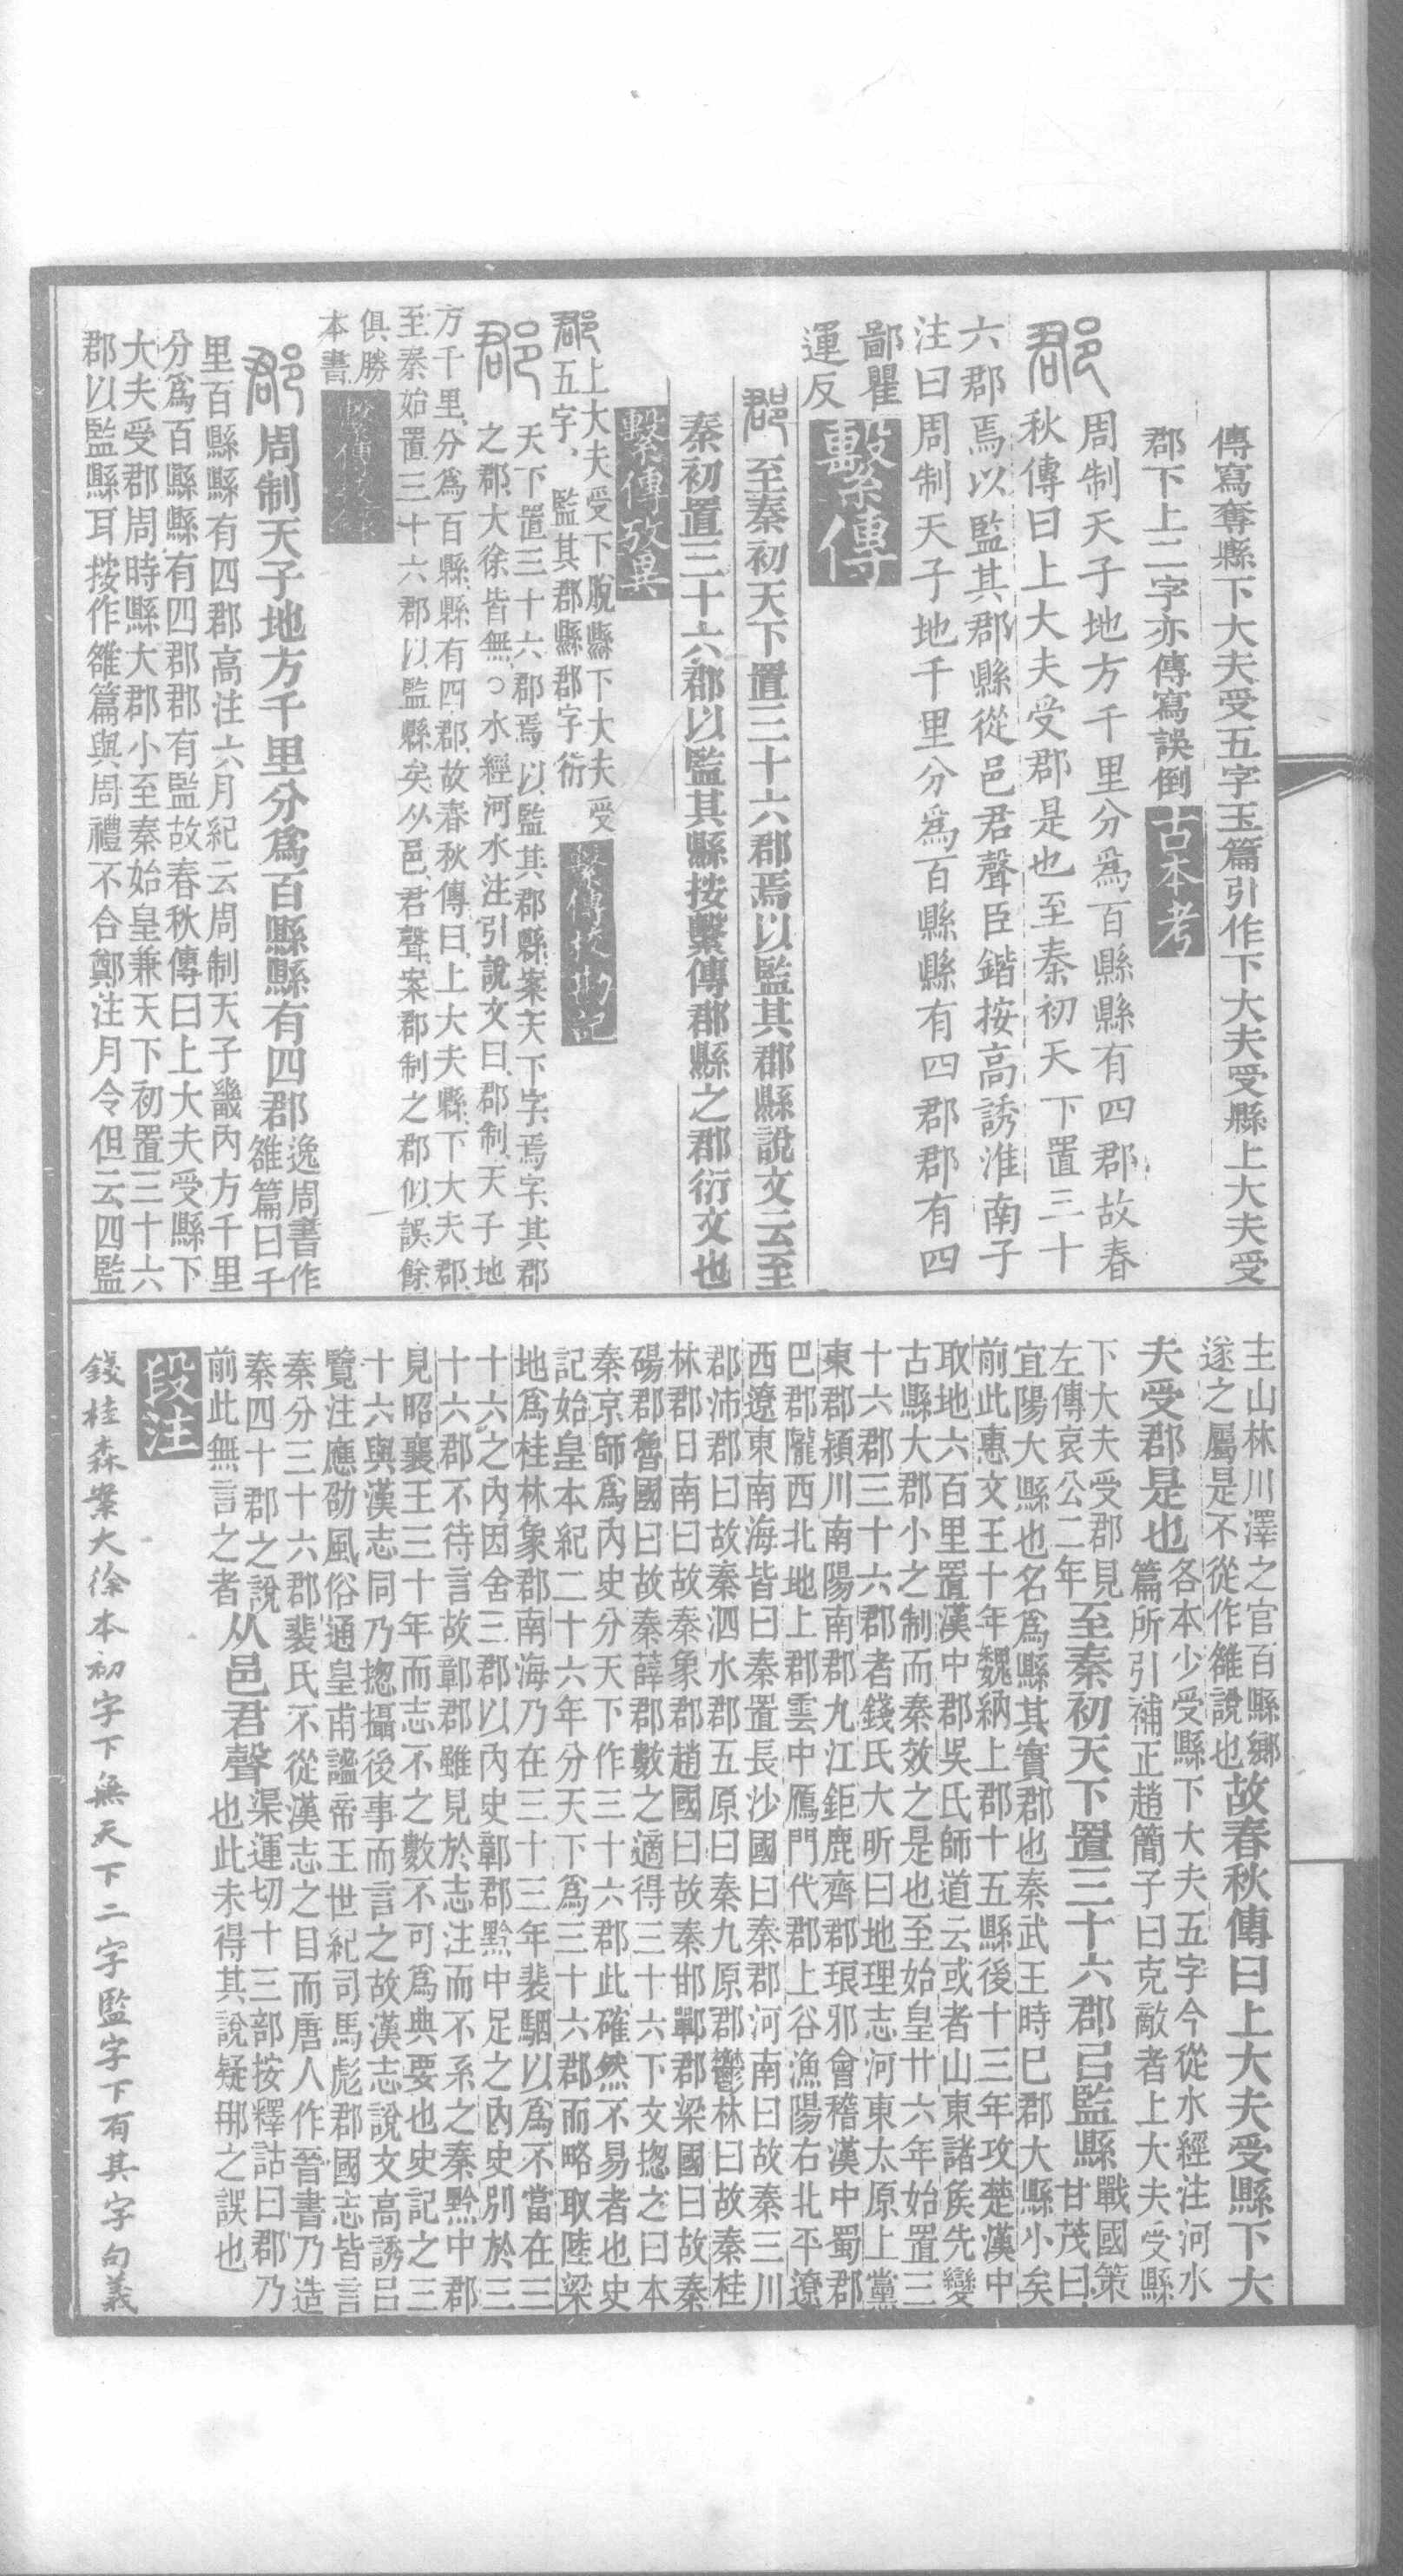 傳寫奪縣下大夫受五字玉篇引作下大夫受縣上大夫受
郡下上二字亦傳寫誤倒 古本考
郡 周制天子地方千里分為百縣縣有四郡故春
秋傳曰上大夫受郡是也至秦初天下置三十
六郡焉以監其郡縣從邑君聲臣鍇按高誘淮南子
注曰周制天子地千里分為百縣縣有四郡郡有四
鄙瞿
運反 繫傳
郡 至秦初天下置三十六郡焉以監其郡縣說文云至
秦初置三十六郡以監其縣按繫傳郡縣之郡衍文也
繫傳攷異
郡 上大夫受下脫縣下大夫受
五字、監其郡縣郡字衍 繫傳校勘記
郡 天下置三十六郡焉以監其郡縣案天下字焉字其郡
之郡大徐皆無○水經河水注引說文曰郡制天子地
方千里分為百縣縣有四郡故春秋傳曰上大夫縣下大夫郡
至秦始置三十六郡以監縣矣从邑君聲案郡制之郡似誤餘
俱勝
本書 繫傳校錄
郡 周制天子地方千里分為百縣縣有四郡 逸周書作
雒篇曰千
里百縣縣有四郡高注六月紀云周制天子畿內方千里
分為百縣縣有四郡郡有監故春秋傳曰上大夫受縣下
大夫受郡周時縣大郡小至秦始皇兼天下初置三十六
郡以監縣耳按作雒篇與周禮不合鄭注月令但云四監
主山林川澤之官百縣鄉
遂之屬是不從作雒說也 故春秋傳曰上大夫受縣下大
夫受郡是也 各本少受縣下大夫五字今從水經注河水
篇所引補正趙簡子曰克敵者上大夫受縣
下大夫受郡見
左傳哀公二年 至秦初天下置三十六郡㠯監縣 戰國策
甘茂曰
宜陽大縣也名為縣其實郡也秦武王時巳郡大縣小矣
前此惠文王十年魏納上郡十五縣後十三年攻楚漢中
取地六百里置漢中郡吳氏師道云或者山東諸矦先變
古縣大郡小之制而秦效之是也至始皇廿六年始置三
十六郡三十六郡者錢氏大昕曰地理志河東太原上黨
東郡潁川南陽南郡九江鉅鹿齊郡琅邪會稽漢中蜀郡
巴郡隴西北地上郡雲中鴈門代郡上谷漁陽右北平遼
西遼東南海皆曰秦置長沙國曰秦郡河南曰故秦三川
郡沛郡曰故秦泗水郡五原曰秦九原郡鬱林曰故秦桂
林郡日南曰故秦象郡趙國曰故秦邯鄲郡梁國曰故秦
碭郡魯國曰故秦薛郡數之適得三十六下文揔之曰本
秦京師為內史分天下作三十六郡此確然不易者也史
記始皇本紀二十六年分天下為三十六郡而略取陸梁
地為桂林象郡南海乃在三十三年裴駰以為不當在三
十六之內因舍三郡以內史鄣郡黔中足之內史別於三
十六郡不待言故鄣郡雖見於志注而不系之秦黔中郡
見昭襄王三十年而志不之數不可為典要也史記之三
十六與漢志同乃揔攝後事而言之故漢志說文高誘呂
覽注應劭風俗通皇甫謐帝王世紀司馬彪郡國志皆言
秦分三十六郡裴氏不從漢志之目而唐人作晉書乃造
秦四十郡之說
前此無言之者 从邑君聲 渠運切十三部按釋詁曰郡乃
也此未得其說疑那之誤也
段注
錢桂森案大徐本初字下無天下二字監字下有其字句義